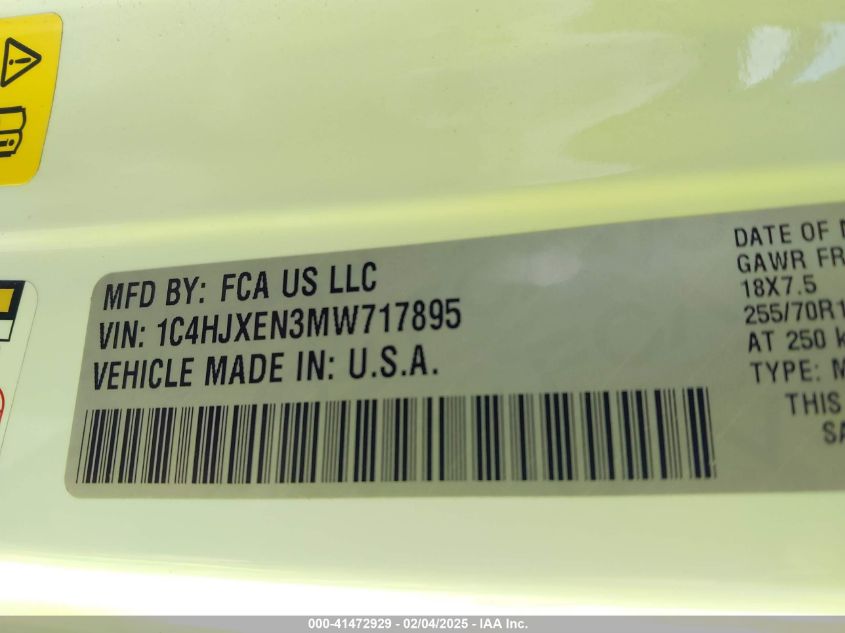 MFD BY: FCA US LLC
VIN: 1C4HJXEN3MW717895
VEHICLE MADE IN: U.S.A.
DATE OF
GAWR FR
18X7.5
255/70R1
AT 250
TYPE:
THIS
000-41472929 - 02/04/2025 - IAA Inc.